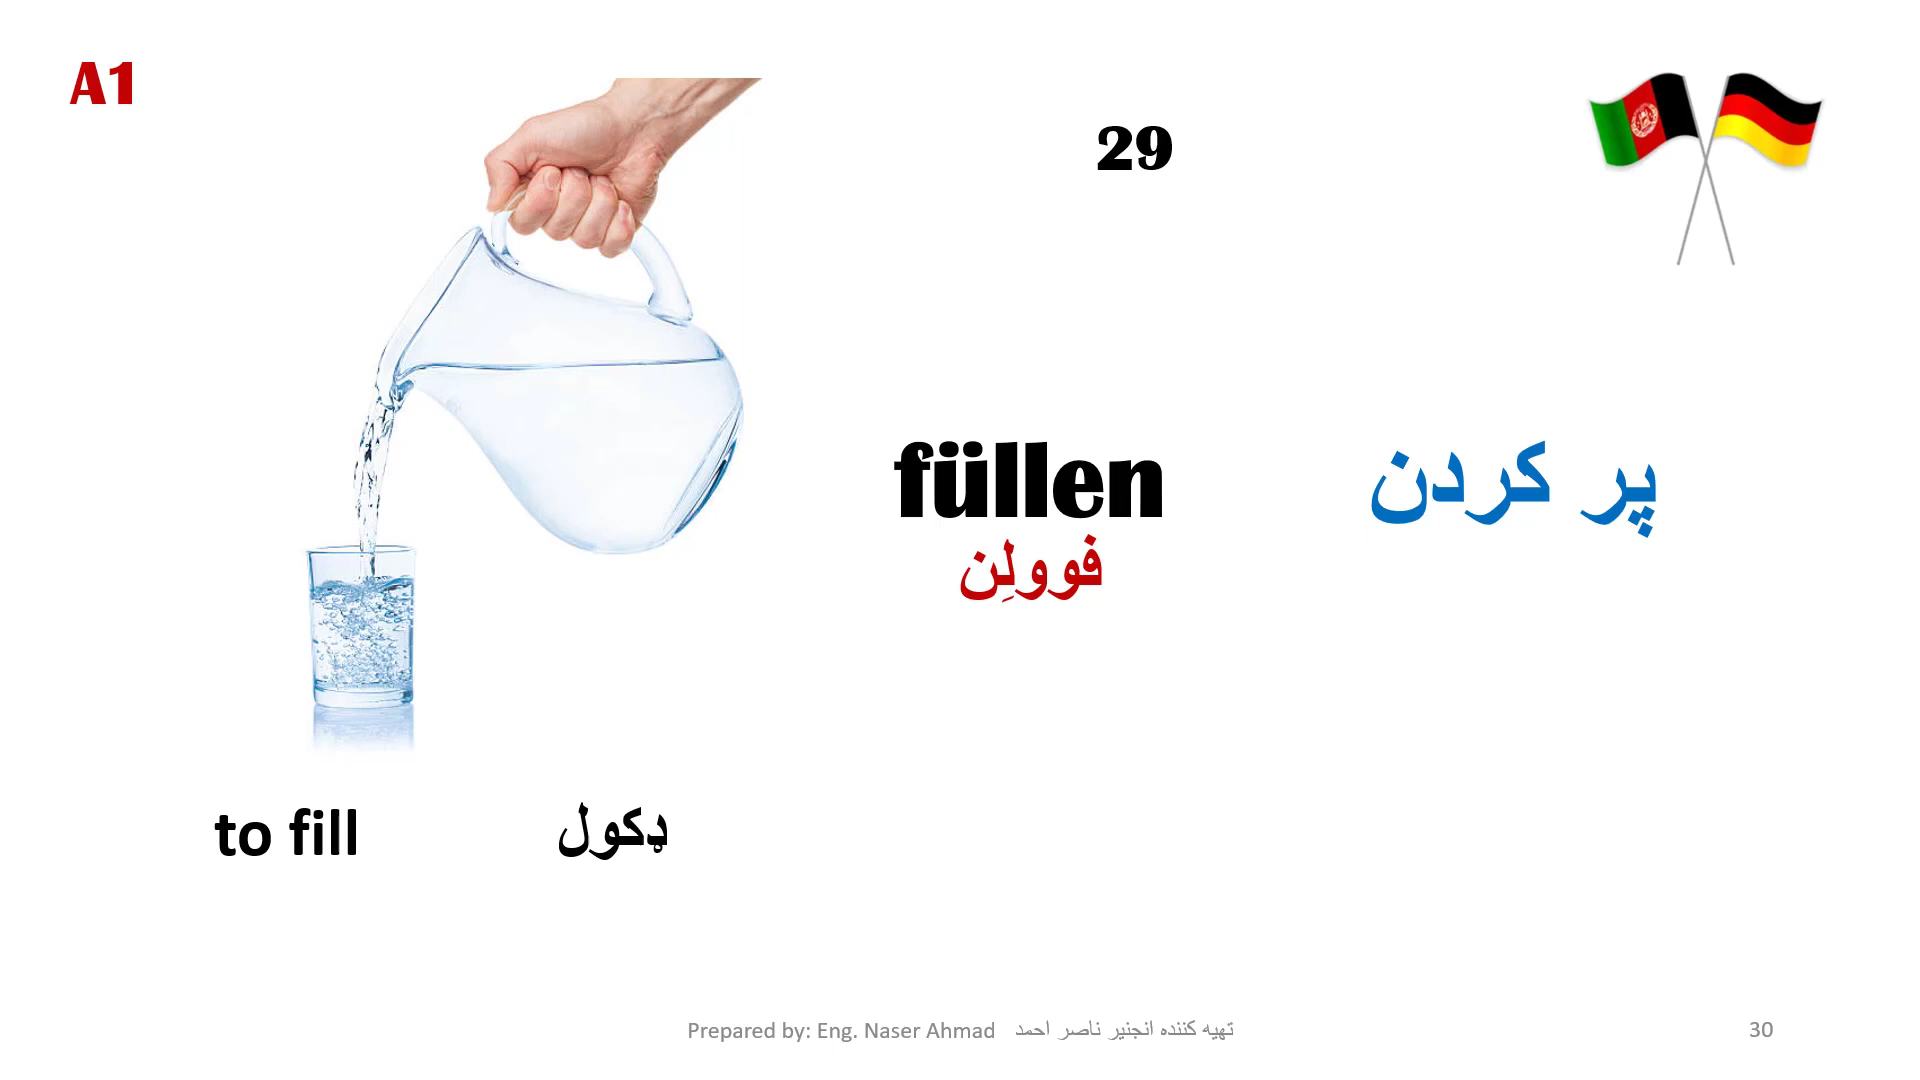 A1
29
füllen
پر کردن
فوولِن
to fill
ډکول
Prepared by: Eng. Naser Ahmad تهیه کننده انجنیر ناصر احمد
30